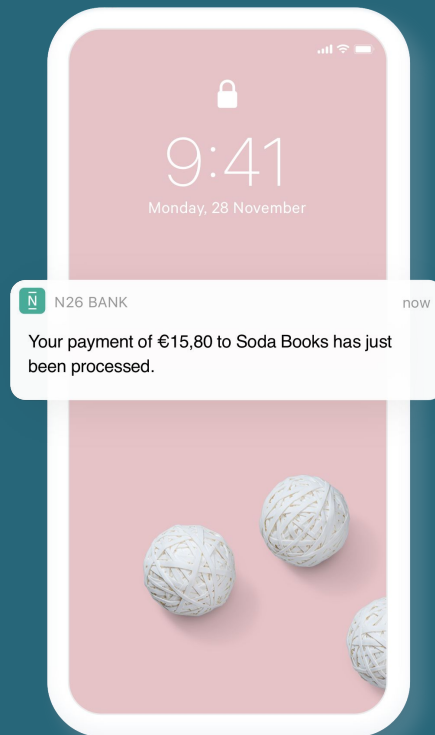 9:41
Monday, 28 November
N26 BANK
now
Your payment of €15,80 to Soda Books has just
been processed.